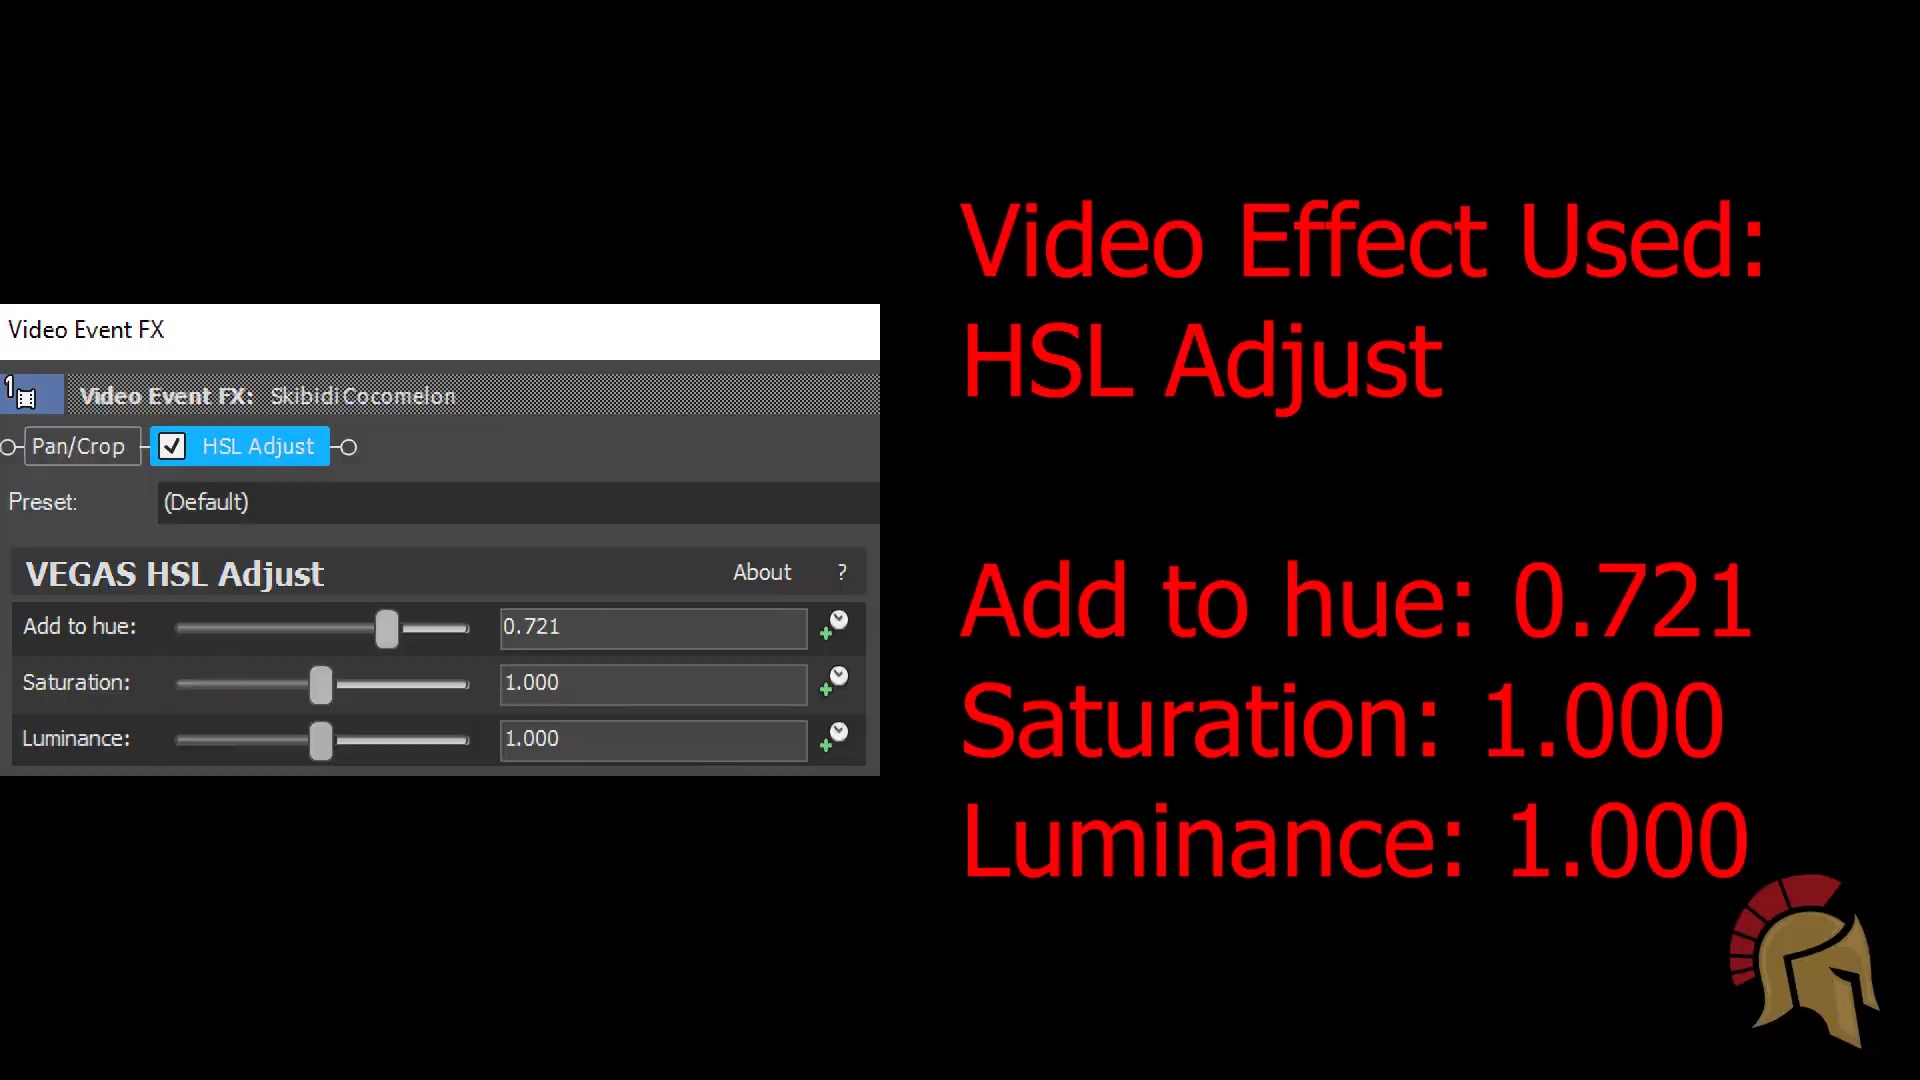 Video Event FX
1
Video Event FX: Skibidi Cocomelon
Pan/Crop
HSL Adjust
Preset: (Default)
VEGAS HSL Adjust About ?
Add to hue: 0.721
Saturation: 1.000
Luminance: 1.000
Video Effect Used:
HSL Adjust
Add to hue: 0.721
Saturation: 1.000
Luminance: 1.000